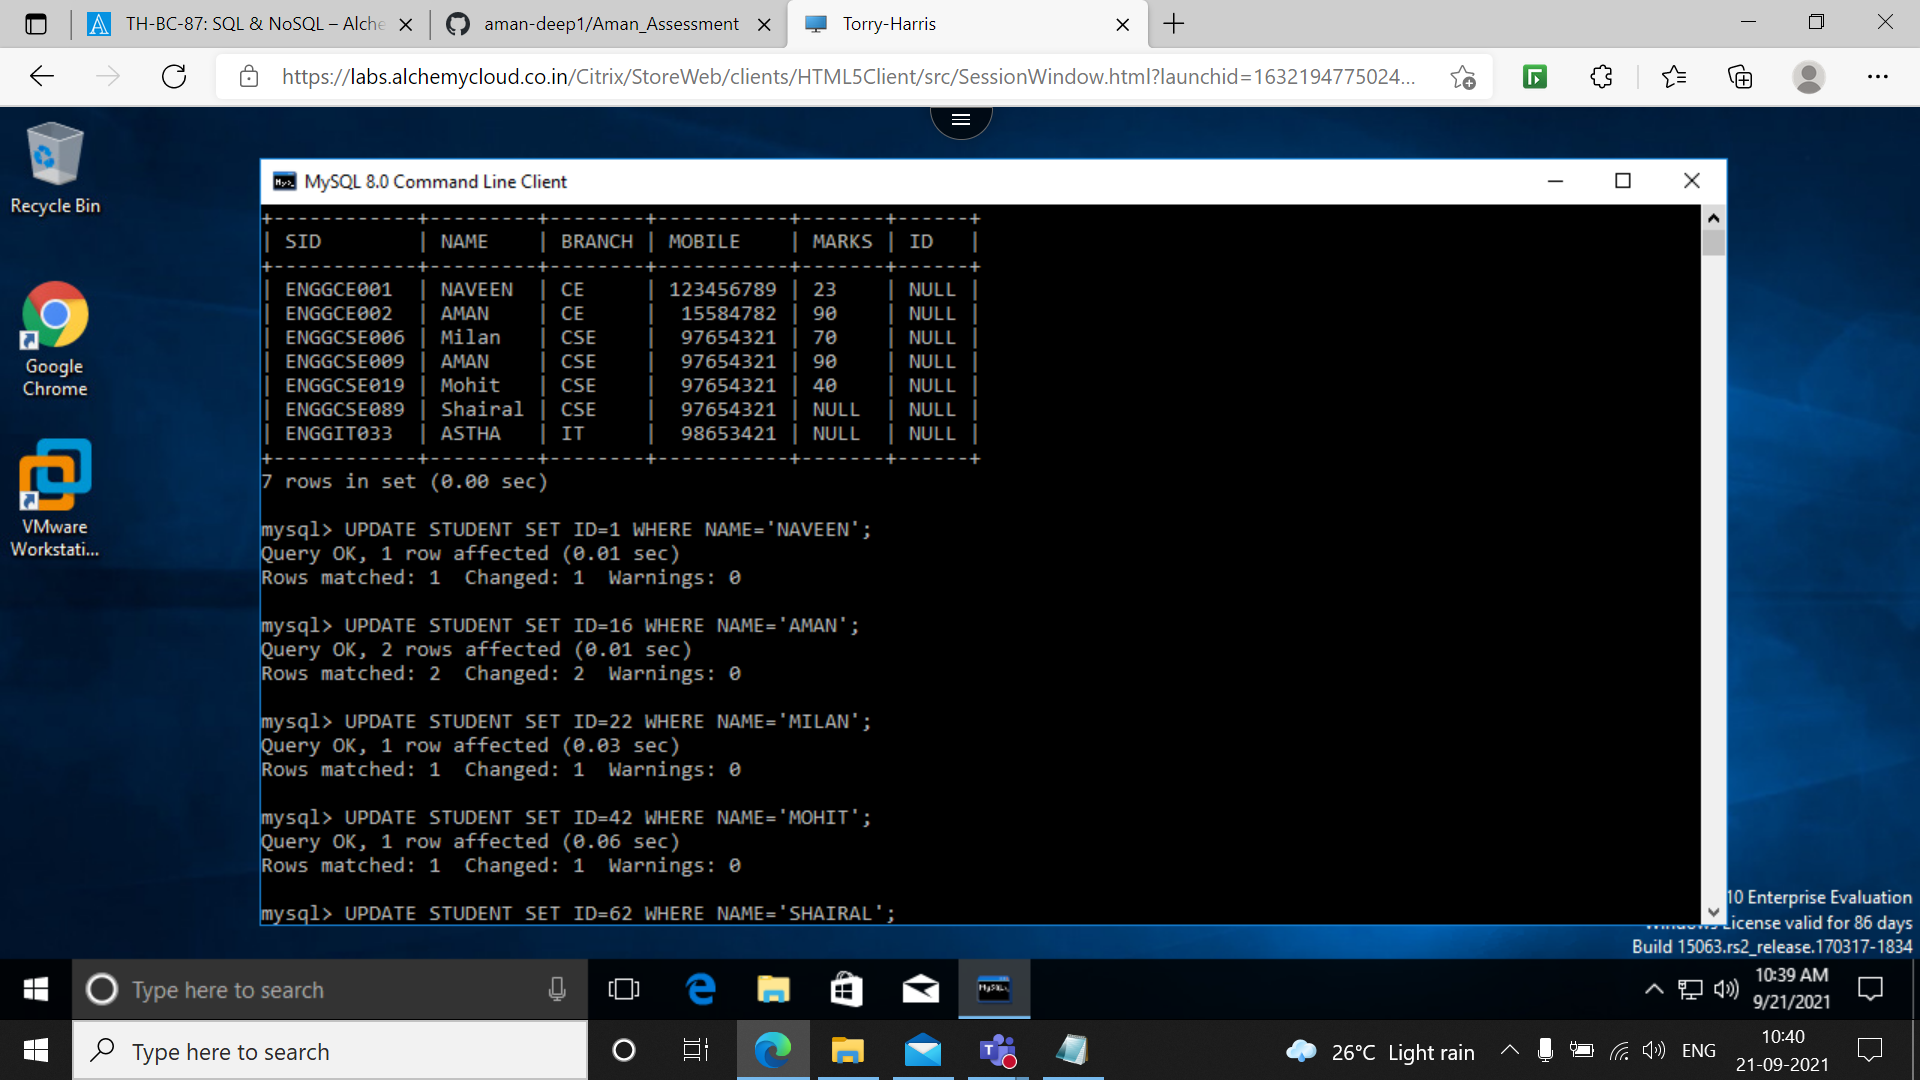 TH-BC-87: SQL & NoSQL – Alche
aman-deep1/Aman_Assessment
Torry-Harris
https://labs.alchemycloud.co.in/Citrix/StoreWeb/clients/HTML5Client/src/SessionWindow.html?launchid=1632194775024...
Recycle Bin
Google
Chrome
VMware
Workstati...
MySQL 8.0 Command Line Client
+------------+---------+--------+-----------+-------+------+
| SID        | NAME    | BRANCH | MOBILE    | MARKS | ID   |
+------------+---------+--------+-----------+-------+------+
| ENGGCE001  | NAVEEN  | CE     | 123456789 | 23    | NULL |
| ENGGCE002  | AMAN    | CE     |  15584782 | 90    | NULL |
| ENGGCSE006 | Milan   | CSE    |  97654321 | 70    | NULL |
| ENGGCSE009 | AMAN    | CSE    |  97654321 | 90    | NULL |
| ENGGCSE019 | Mohit   | CSE    |  97654321 | 40    | NULL |
| ENGGCSE089 | Shairal | CSE    |  97654321 | NULL  | NULL |
| ENGGIT033  | ASTHA   | IT     |  98653421 | NULL  | NULL |
+------------+---------+--------+-----------+-------+------+
7 rows in set (0.00 sec)
mysql> UPDATE STUDENT SET ID=1 WHERE NAME='NAVEEN';
Query OK, 1 row affected (0.01 sec)
Rows matched: 1  Changed: 1  Warnings: 0
mysql> UPDATE STUDENT SET ID=16 WHERE NAME='AMAN';
Query OK, 2 rows affected (0.01 sec)
Rows matched: 2  Changed: 2  Warnings: 0
mysql> UPDATE STUDENT SET ID=22 WHERE NAME='MILAN';
Query OK, 1 row affected (0.03 sec)
Rows matched: 1  Changed: 1  Warnings: 0
mysql> UPDATE STUDENT SET ID=42 WHERE NAME='MOHIT';
Query OK, 1 row affected (0.06 sec)
Rows matched: 1  Changed: 1  Warnings: 0
mysql> UPDATE STUDENT SET ID=62 WHERE NAME='SHAIRAL';
10 Enterprise Evaluation
Windows License valid for 86 days
Build 15063.rs2_release.170317-1834
Type here to search
10:39 AM
9/21/2021
Type here to search
26°C Light rain
ENG
10:40
21-09-2021